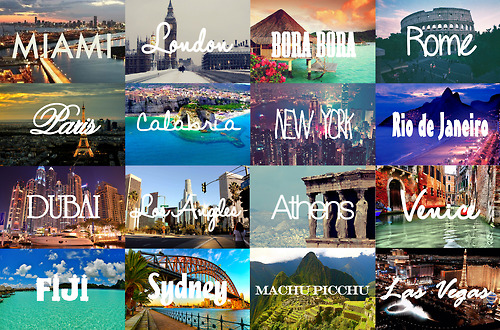 MIAMI
London
BORA BORA
Rome
Paris
Calabria
NEW YORK
Rio de Janeiro
DUBAI
Los Angles
Athens
Venice
FIJI
Sydney
MACHU PICCHU
Las Vegas